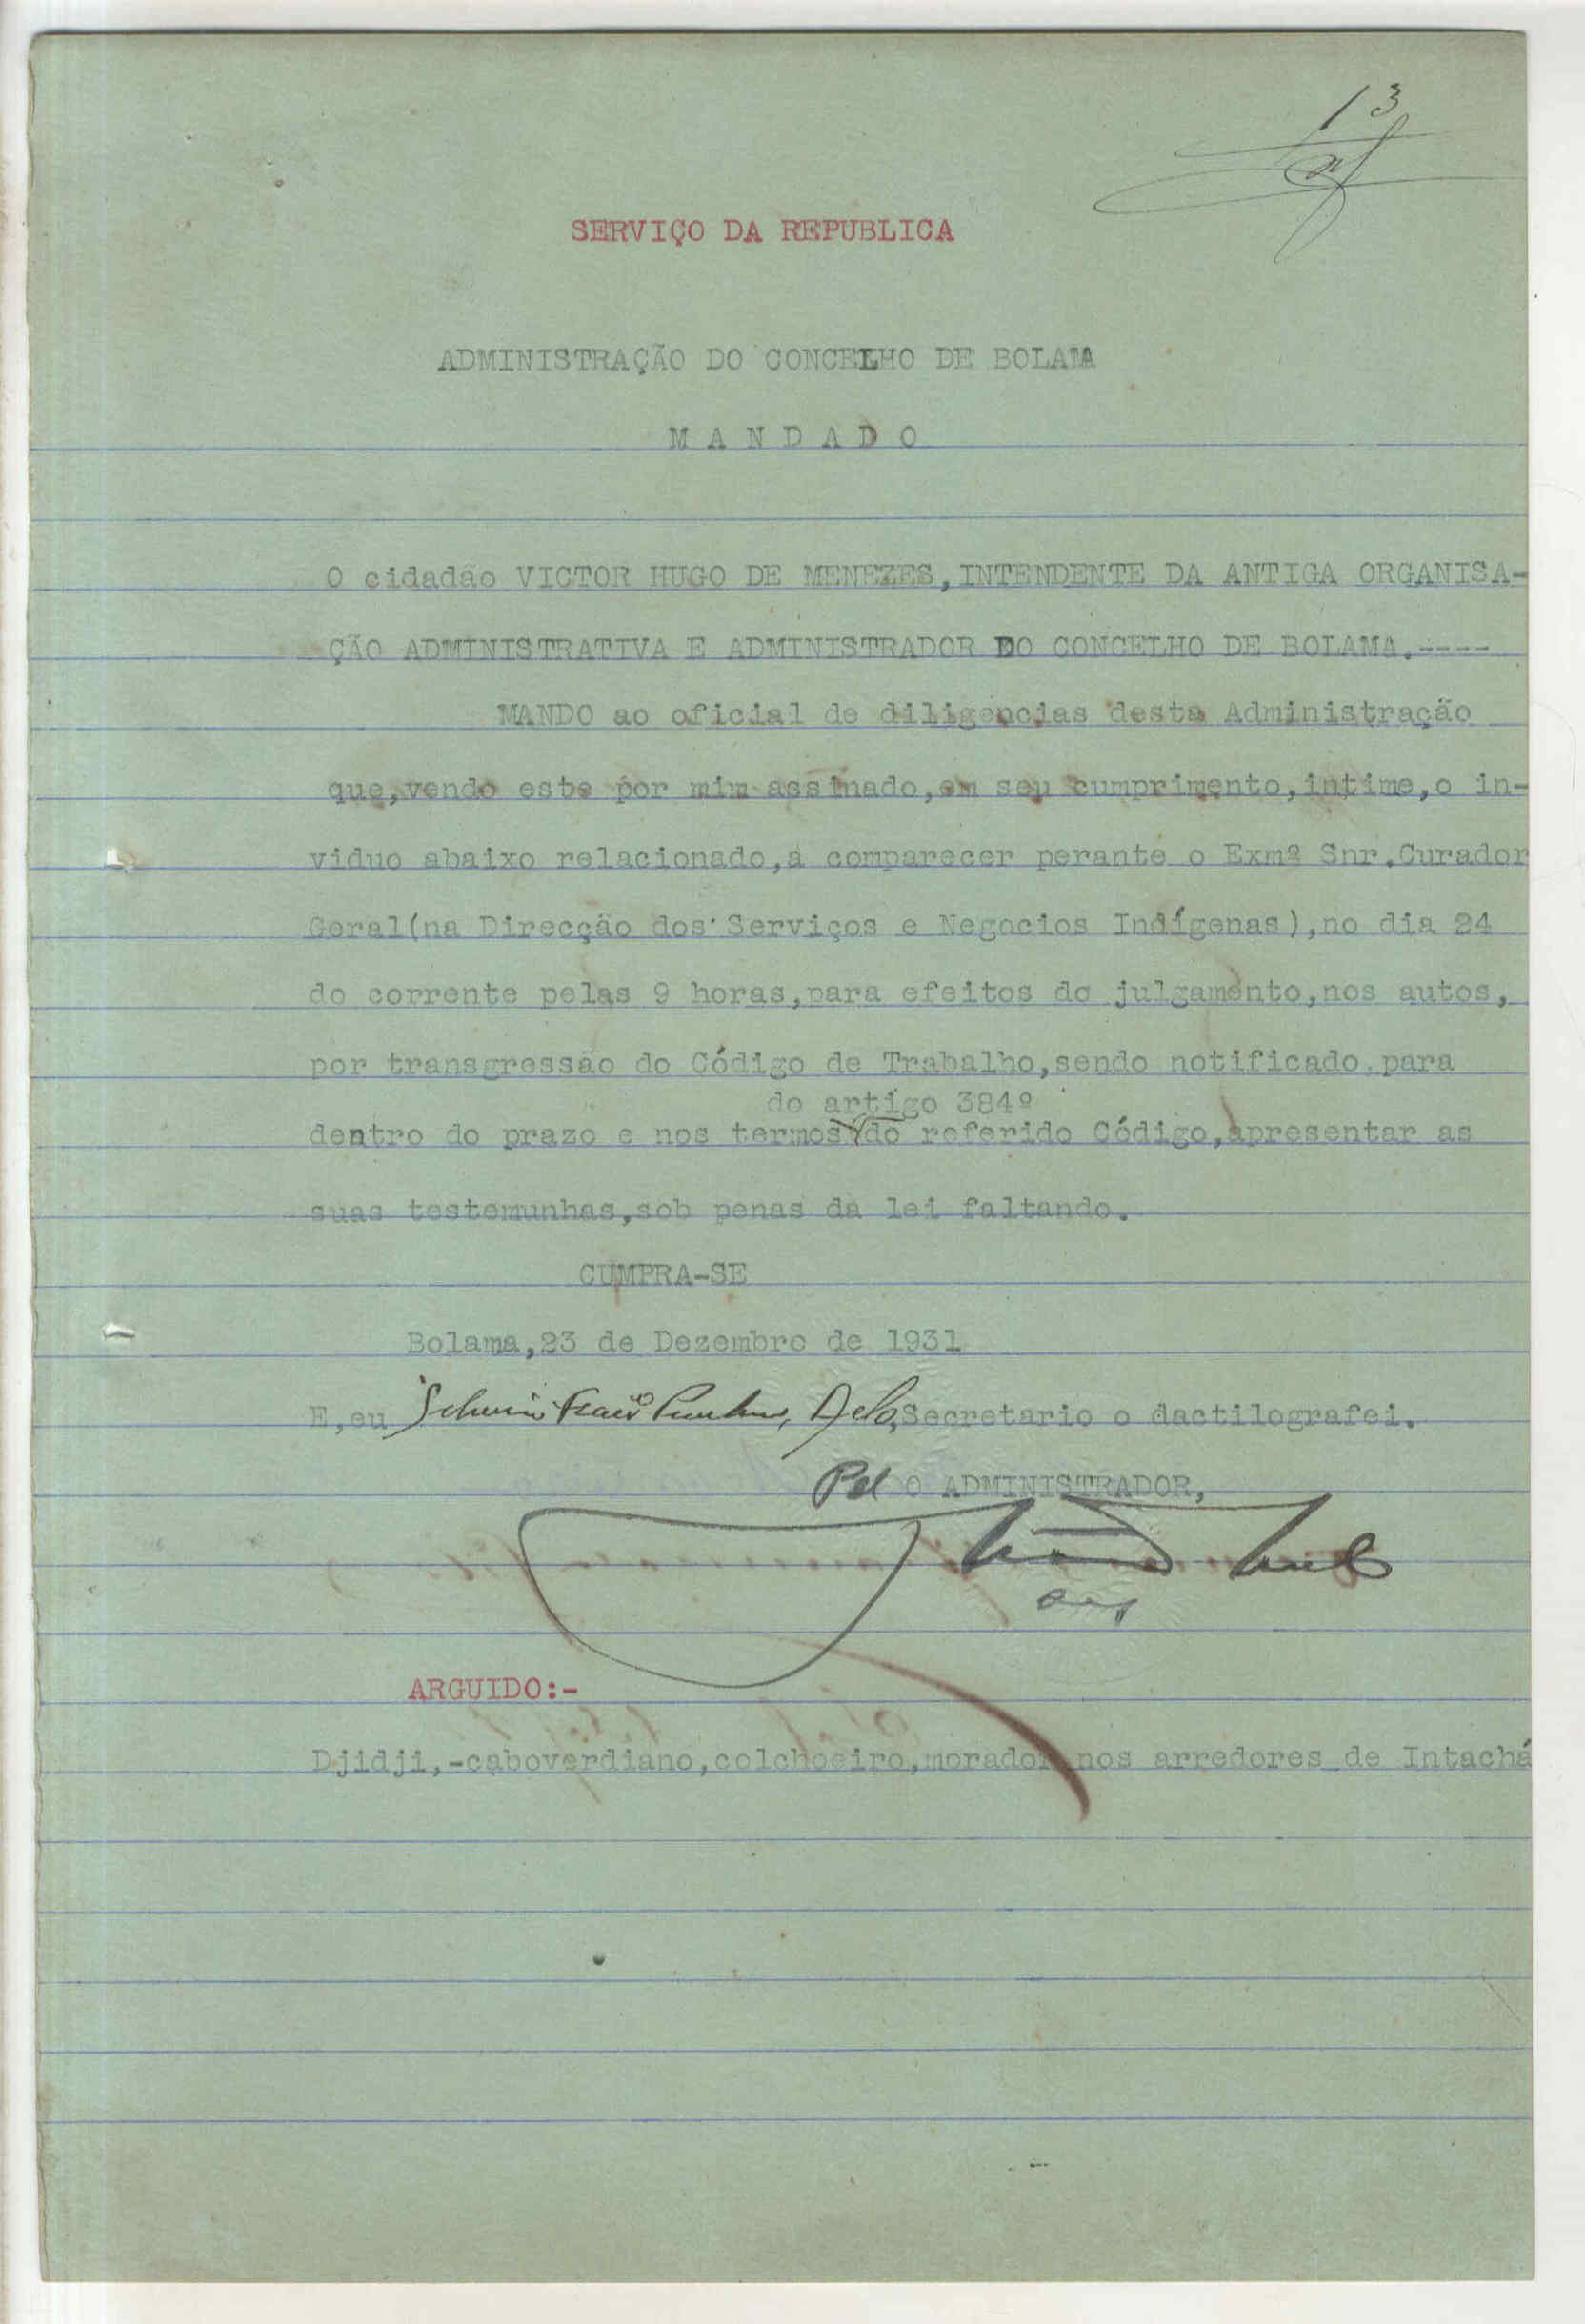 13
SERVIÇO DA REPUBLICA
ADMINISTRAÇÃO DO CONCELHO DE BOLAMA
M A N D A D O
O cidadão VICTOR HUGO DE MENEZES, INTENDENTE DA ANTIGA ORGANISA-
ÇÃO ADMINISTRATIVA E ADMINISTRADOR DO CONCELHO DE BOLAMA.----
MANDO ao oficial de diligencias desta Administração
que,vendo este por mim assinado,em seu cumprimento,intime,o in-
viduo abaixo relacionado,a comparecer perante o Exmº Snr.Curador
Geral(na Direcção dos Serviços e Negocios Indígenas),no dia 24
do corrente pelas 9 horas,para efeitos do julgamento,nos autos,
por transgressão do Código de Trabalho,sendo notificado para
do artigo 384º
dentro do prazo e nos termos do referido Código,apresentar as
suas testemunhas,sob penas da lei faltando.
CUMPRA-SE
Bolama,23 de Dezembro de 1931
E,eu Secretario o dactilografei.
Pel O ADMINISTRADOR,
ARGUIDO:-
Djidji,-caboverdiano,colchoeiro,morador nos arredores de Intachá